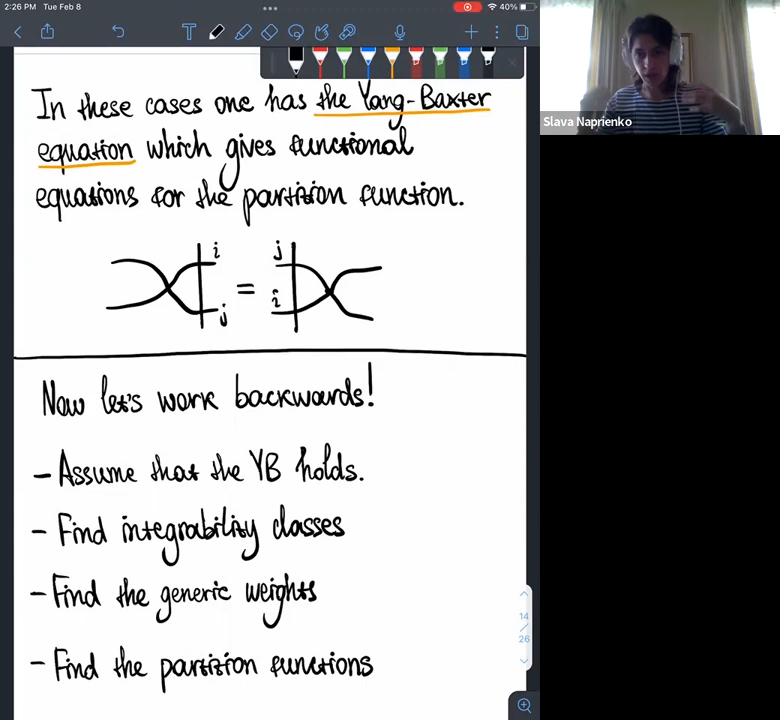 2:26 PM Tue Feb 8
40%
In these cases one has the Yang-Baxter
equation which gives functional
equations for the partition function.
i j
=
j i
Now let's work backwards!
- Assume that the YB holds.
- Find integrability classes
- Find the generic weights
- Find the partition functions
14
26
Slava Naprienko